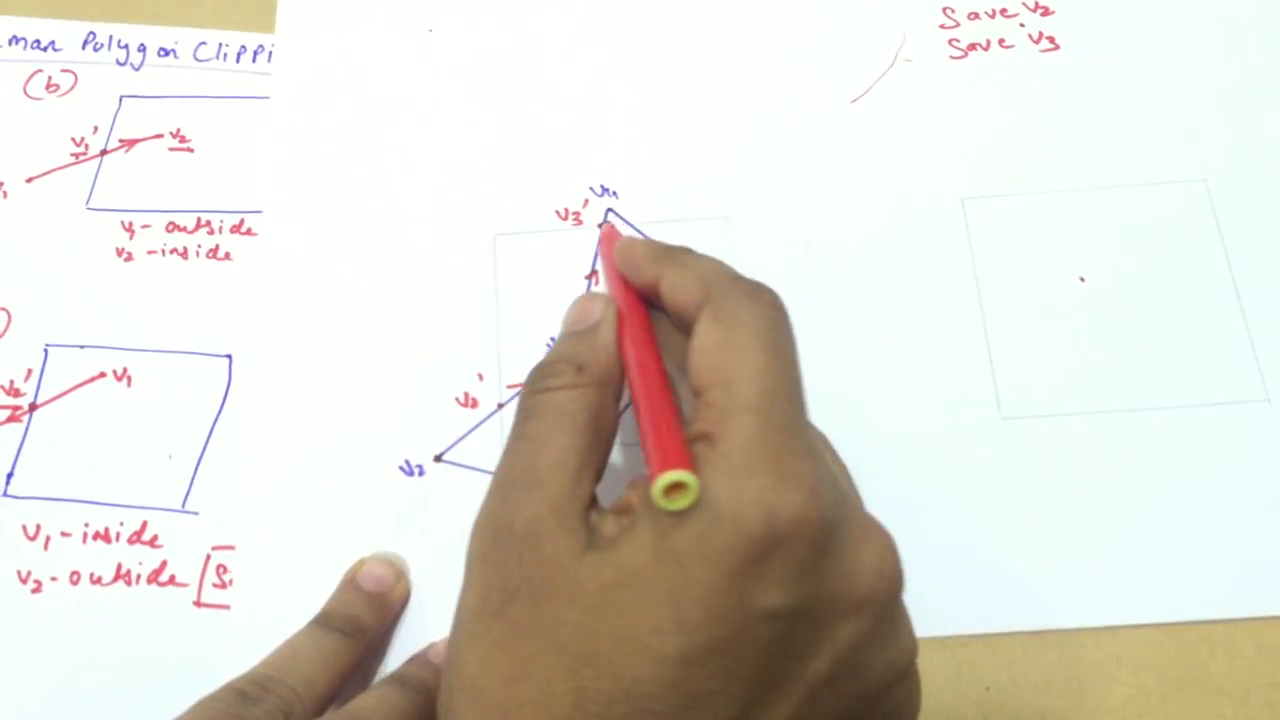 man Polygon Clippi
(b)
v1'
v2
v1 - outside
v2 - inside
v2'
v1
v1 - inside
v2 - outside
Save v2
Save v3
v4
v3'
v2'
v2